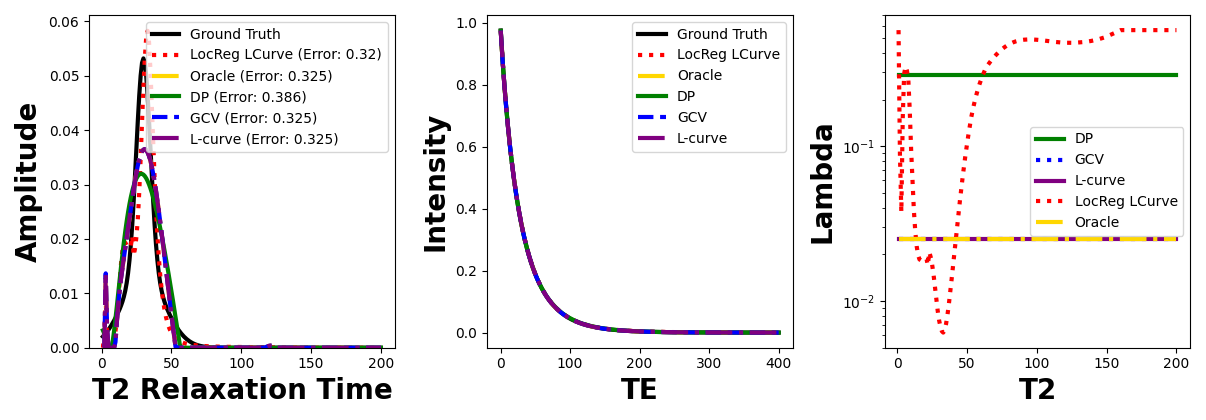 0.06
0.05
0.04
0.03
0.02
0.01
0.00
Amplitude
0
50
100
150
200
T2 Relaxation Time
Ground Truth
LocReg LCurve (Error: 0.32)
Oracle (Error: 0.325)
DP (Error: 0.386)
GCV (Error: 0.325)
L-curve (Error: 0.325)
1.0
0.8
0.6
0.4
0.2
0.0
Intensity
0
100
200
300
400
TE
Ground Truth
LocReg LCurve
Oracle
DP
GCV
L-curve
10⁻¹
10⁻²
Lambda
0
50
100
150
200
T2
DP
GCV
L-curve
LocReg LCurve
Oracle